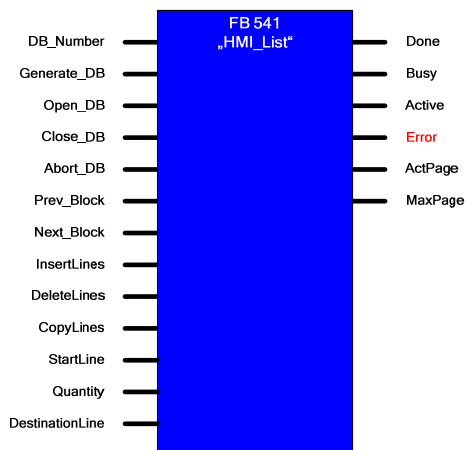 FB 541
„HMI_List“
DB_Number
Generate_DB
Open_DB
Close_DB
Abort_DB
Prev_Block
Next_Block
InsertLines
DeleteLines
CopyLines
StartLine
Quantity
DestinationLine
Done
Busy
Active
Error
ActPage
MaxPage